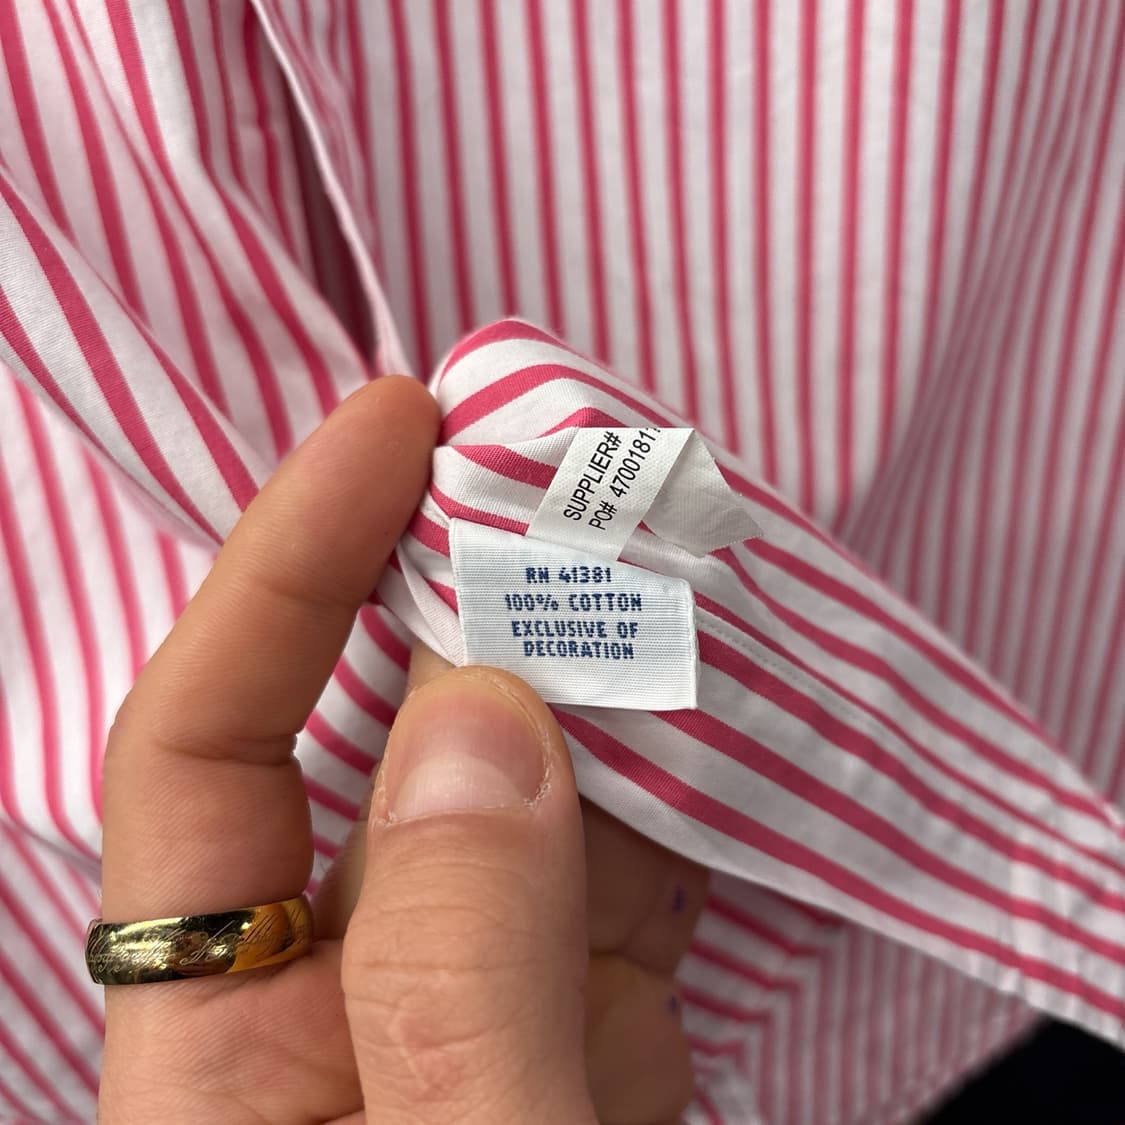 SUPPLIER#
PO# 4700181
RN 41381
100% COTTON
EXCLUSIVE OF
DECORATION